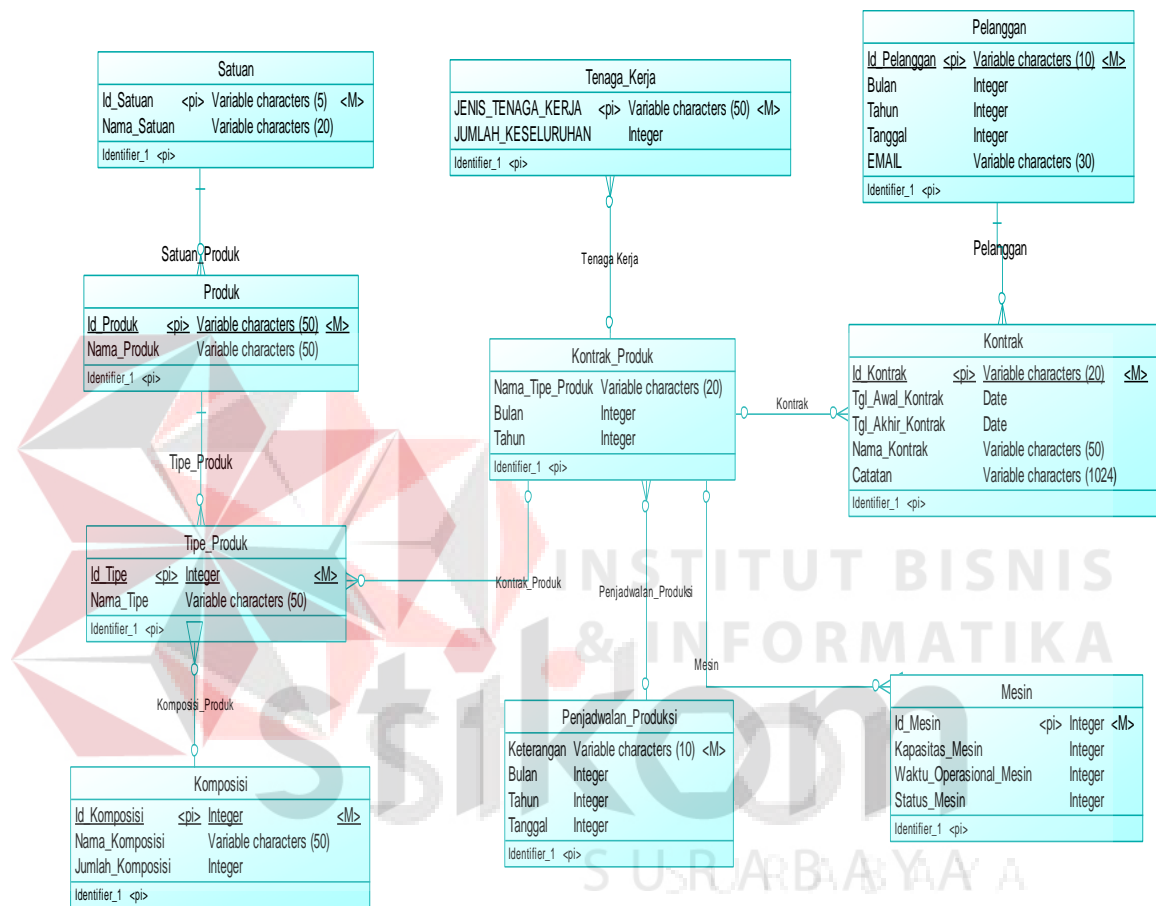 Satuan
Id_Satuan <pi> Variable characters (5) <M>
Nama_Satuan Variable characters (20)
Identifier_1 <pi>
Satuan_Produk
Produk
Id_Produk <pi> Variable characters (50) <M>
Nama_Produk Variable characters (50)
Identifier_1 <pi>
Tipe_Produk
Tipe_Produk
Id_Tipe <pi> Integer <M>
Nama_Tipe Variable characters (50)
Identifier_1 <pi>
Komposisi_Produk
Komposisi
Id_Komposisi <pi> Integer <M>
Nama_Komposisi Variable characters (50)
Jumlah_Komposisi Integer
Identifier_1 <pi>
Tenaga_Kerja
JENIS_TENAGA_KERJA <pi> Variable characters (50) <M>
JUMLAH_KESELURUHAN Integer
Identifier_1 <pi>
Tenaga Kerja
Kontrak_Produk
Nama_Tipe_Produk Variable characters (20)
Bulan Integer
Tahun Integer
Identifier_1 <pi>
Kontrak_Produk
Penjadwalan_Produksi
Penjadwalan_Produksi
Keterangan Variable characters (10) <M>
Bulan Integer
Tahun Integer
Tanggal Integer
Identifier_1 <pi>
Pelanggan
Id_Pelanggan <pi> Variable characters (10) <M>
Bulan Integer
Tahun Integer
Tanggal Integer
EMAIL Variable characters (30)
Identifier_1 <pi>
Pelanggan
Kontrak
Kontrak
Id_Kontrak <pi> Variable characters (20) <M>
Tgl_Awal_Kontrak Date
Tgl_Akhir_Kontrak Date
Nama_Kontrak Variable characters (50)
Catatan Variable characters (1024)
Identifier_1 <pi>
Mesin
Mesin
Id_Mesin <pi> Integer <M>
Kapasitas_Mesin Integer
Waktu_Operasional_Mesin Integer
Status_Mesin Integer
Identifier_1 <pi>
INSTITUT BISNIS
& INFORMATIKA
stikom
SURABAYA